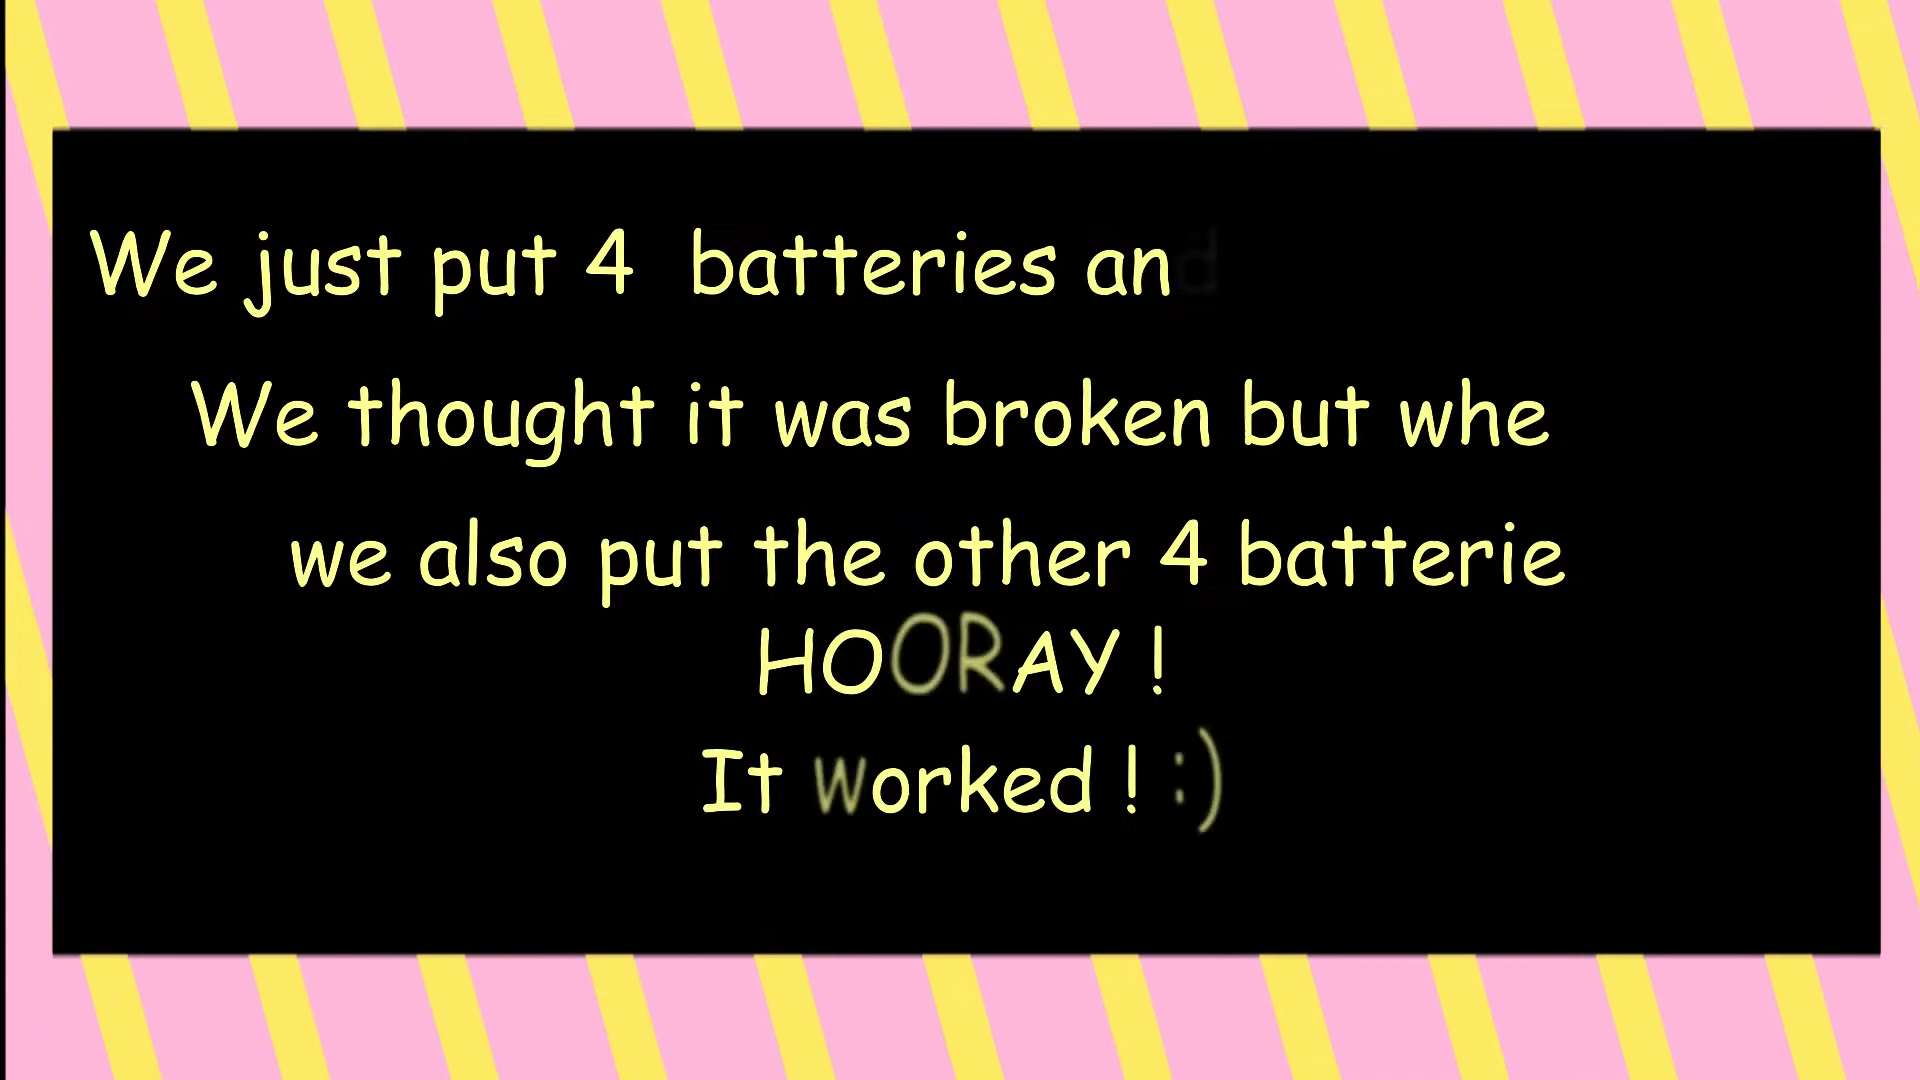 We just put 4 batteries and
We thought it was broken but whe
we also put the other 4 batterie
HOORAY !
It worked ! :)